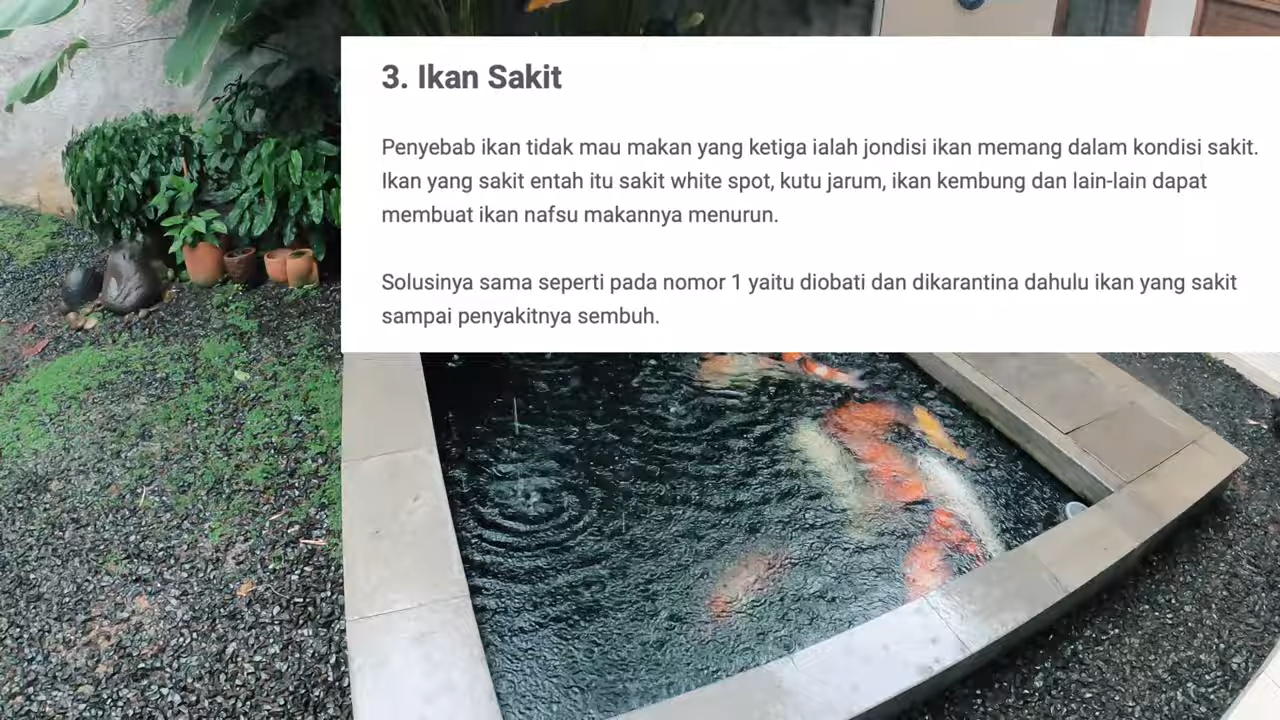 3. Ikan Sakit
Penyebab ikan tidak mau makan yang ketiga ialah jondisi ikan memang dalam kondisi sakit.
Ikan yang sakit entah itu sakit white spot, kutu jarum, ikan kembung dan lain-lain dapat
membuat ikan nafsu makannya menurun.
Solusinya sama seperti pada nomor 1 yaitu diobati dan dikarantina dahulu ikan yang sakit
sampai penyakitnya sembuh.